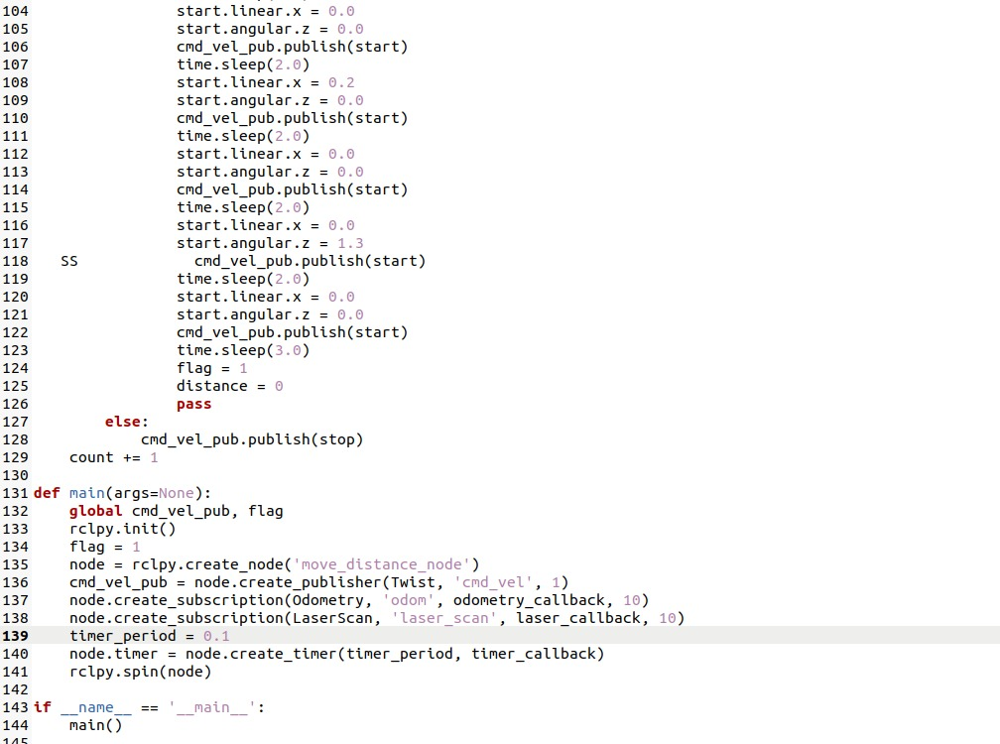 104                 start.linear.x = 0.0
105                 start.angular.z = 0.0
106                 cmd_vel_pub.publish(start)
107                 time.sleep(2.0)
108                 start.linear.x = 0.2
109                 start.angular.z = 0.0
110                 cmd_vel_pub.publish(start)
111                 time.sleep(2.0)
112                 start.linear.x = 0.0
113                 start.angular.z = 0.0
114                 cmd_vel_pub.publish(start)
115                 time.sleep(2.0)
116                 start.linear.x = 0.0
117                 start.angular.z = 1.3
118    SS             cmd_vel_pub.publish(start)
119                 time.sleep(2.0)
120                 start.linear.x = 0.0
121                 start.angular.z = 0.0
122                 cmd_vel_pub.publish(start)
123                 time.sleep(3.0)
124                 flag = 1
125                 distance = 0
126                 pass
127         else:
128             cmd_vel_pub.publish(stop)
129     count += 1
130
131 def main(args=None):
132     global cmd_vel_pub, flag
133     rclpy.init()
134     flag = 1
135     node = rclpy.create_node('move_distance_node')
136     cmd_vel_pub = node.create_publisher(Twist, 'cmd_vel', 1)
137     node.create_subscription(Odometry, 'odom', odometry_callback, 10)
138     node.create_subscription(LaserScan, 'laser_scan', laser_callback, 10)
139     timer_period = 0.1
140     node.timer = node.create_timer(timer_period, timer_callback)
141     rclpy.spin(node)
142
143 if __name__ == '__main__':
144     main()
145